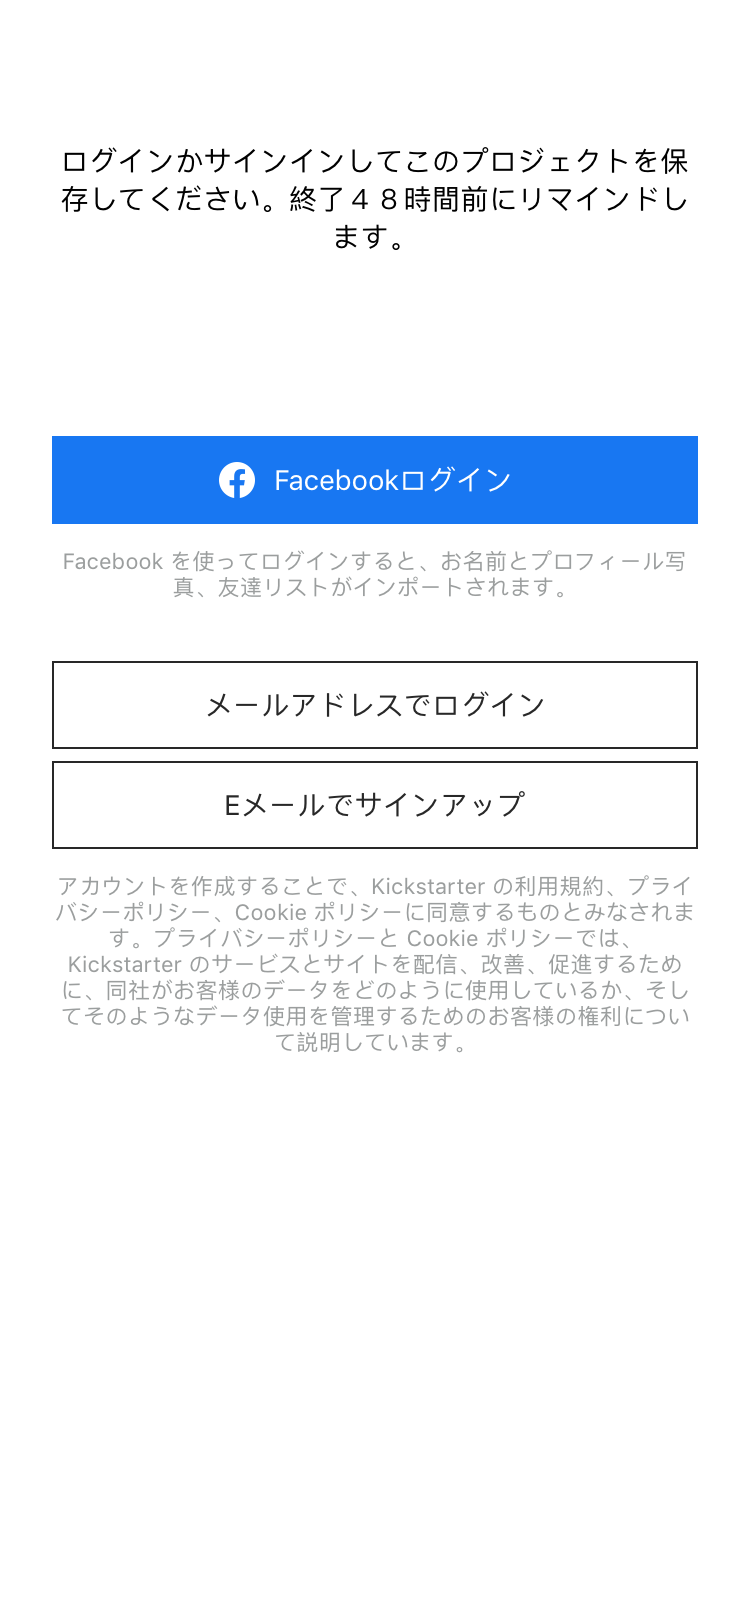 ログインかサインインしてこのプロジェクトを保
存してください。終了４８時間前にリマインドし
ます。
Facebookログイン
Facebook を使ってログインすると、お名前とプロフィール写
真、友達リストがインポートされます。
メールアドレスでログイン
Eメールでサインアップ
アカウントを作成することで、Kickstarter の利用規約、プライ
バシーポリシー、Cookie ポリシーに同意するものとみなされま
す。プライバシーポリシーと Cookie ポリシーでは、
Kickstarter のサービスとサイトを配信、改善、促進するため
に、同社がお客様のデータをどのように使用しているか、そし
てそのようなデータ使用を管理するためのお客様の権利につい
て説明しています。